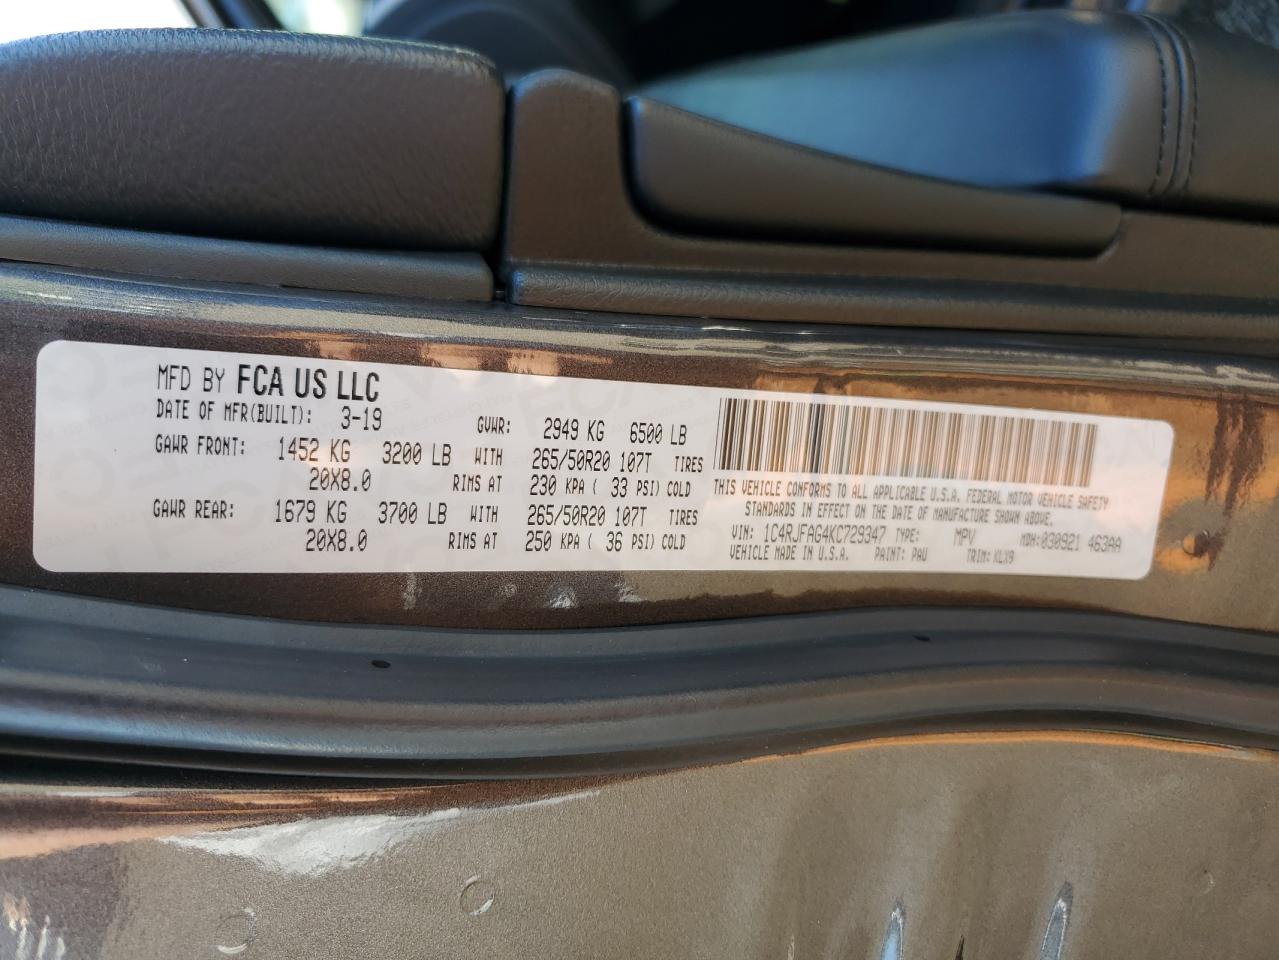 MFD BY FCA US LLC
DATE OF MFR(BUILT): 3-19 GVWR: 2949 KG 6500 LB
GAWR FRONT: 1452 KG 3200 LB WITH 265/50R20 107T TIRES
20X8.0 RIMS AT 230 KPA ( 33 PSI) COLD
GAWR REAR: 1679 KG 3700 LB WITH 265/50R20 107T TIRES
20X8.0 RIMS AT 250 KPA ( 36 PSI) COLD
THIS VEHICLE CONFORMS TO ALL APPLICABLE U.S.A. FEDERAL MOTOR VEHICLE SAFETY
STANDARDS IN EFFECT ON THE DATE OF MANUFACTURE SHOWN ABOVE.
VIN: 1C4RJFAG4KC729347 TYPE: MPV MDH: 030921 463AA
VEHICLE MADE IN U.S.A. PAINT: PAU TRIM: KLX9